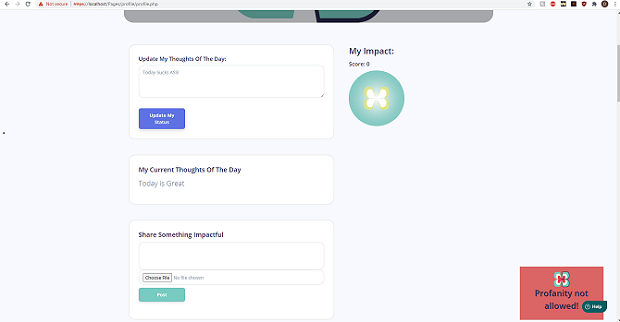 Not secure | https://localhost/Pages/profile/profile.php
Update My Thoughts Of The Day:
Today Sucks ASS!
Update My
Status
My Current Thoughts Of The Day
Today is Great
Share Something Impactful
Choose File No file chosen
Post
My Impact:
Score: 0
Profanity not
allowed!
Help